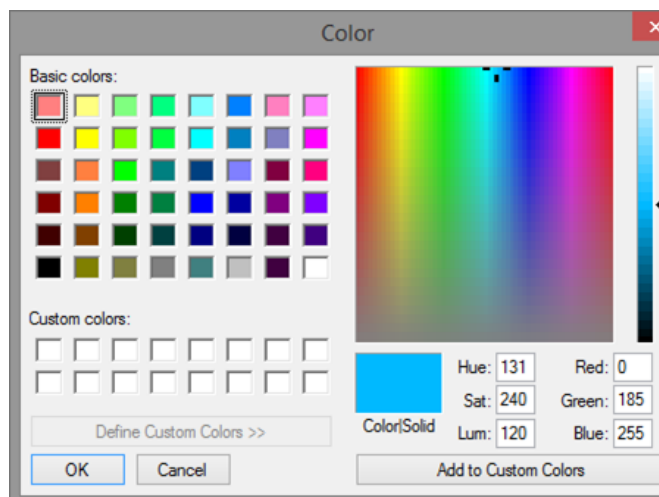 Color
Basic colors:
Custom colors:
Define Custom Colors >>
OK
Cancel
Color|Solid
Hue: 131
Sat: 240
Lum: 120
Red: 0
Green: 185
Blue: 255
Add to Custom Colors